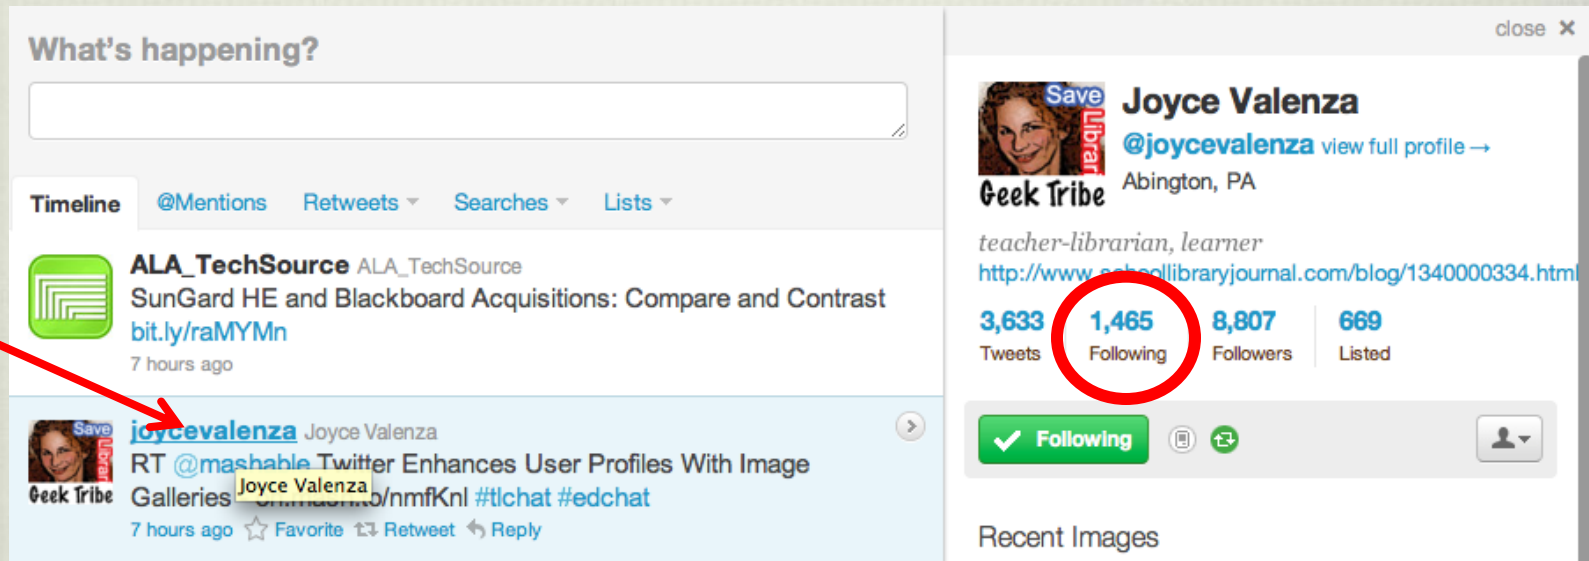 What's happening?
Timeline @Mentions Retweets Searches Lists
ALA_TechSource ALA_TechSource
SunGard HE and Blackboard Acquisitions: Compare and Contrast
bit.ly/raMYMn
7 hours ago
Save
Librar
Geek Tribe
joycevalenza Joyce Valenza
RT @mashable Twitter Enhances User Profiles With Image
Galleries /nmfKnl #tlchat #edchat
Joyce Valenza
7 hours ago Favorite Retweet Reply
close ×
Save
Librari
Geek Tribe
Joyce Valenza
@joycevalenza view full profile →
Abington, PA
teacher-librarian, learner
http://www.schoollibraryjournal.com/blog/1340000334.html
3,633 1,465 8,807 669
Tweets Following Followers Listed
Following
Recent Images